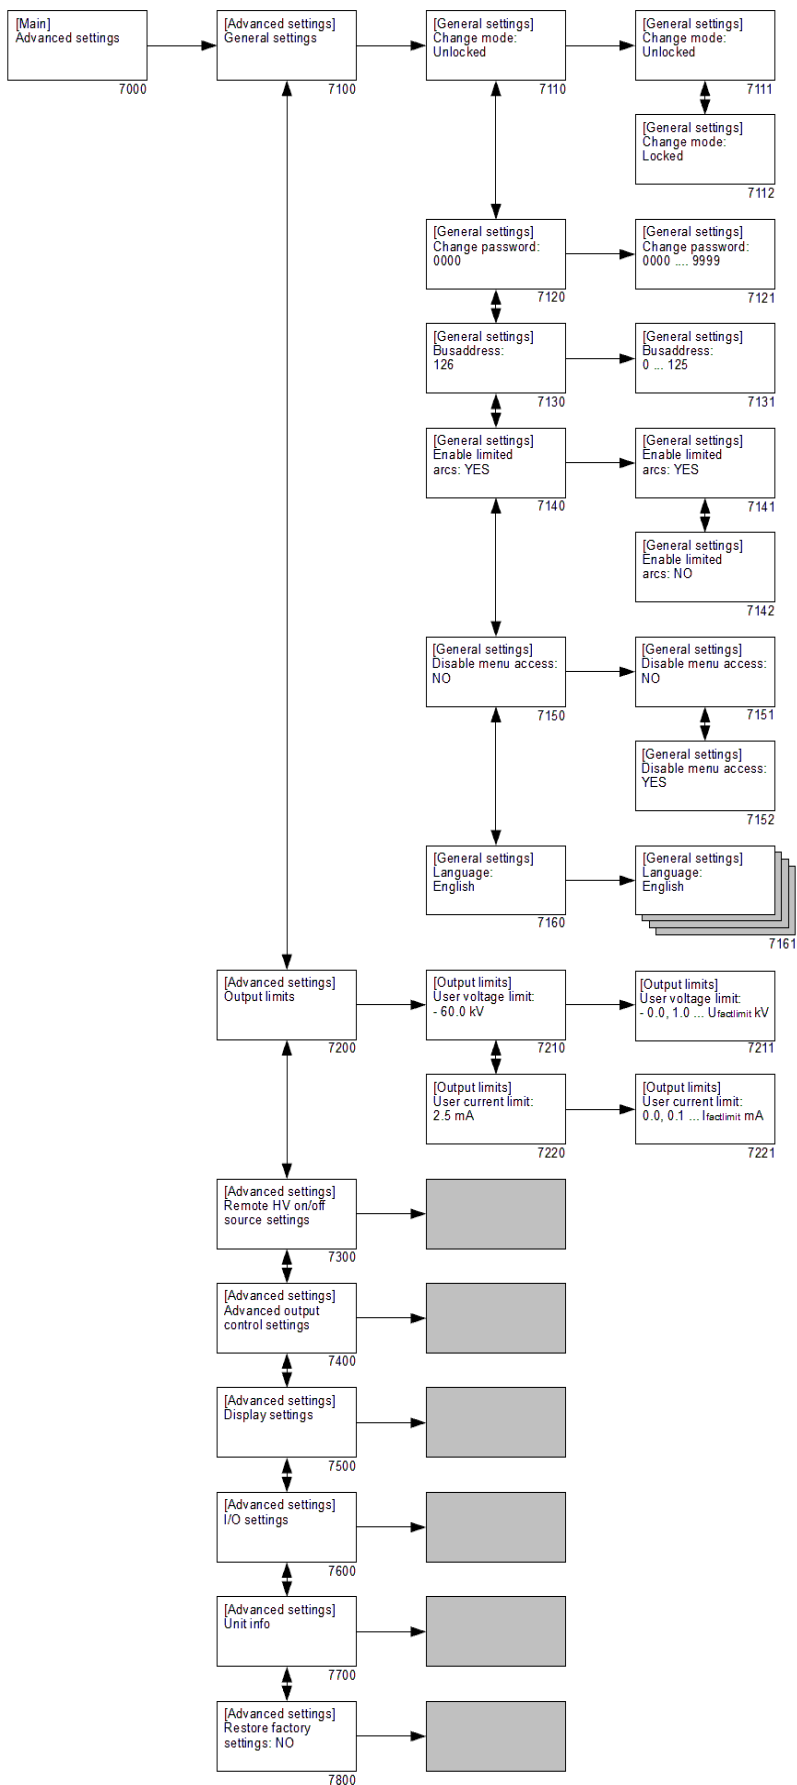 [Main]
Advanced settings
7000
[Advanced settings]
General settings
7100
[General settings]
Change mode:
Unlocked
7110
[General settings]
Change mode:
Unlocked
7111
[General settings]
Change mode:
Locked
7112
[General settings]
Change password:
0000
7120
[General settings]
Change password:
0000 .... 9999
7121
[General settings]
Busaddress:
126
7130
[General settings]
Busaddress:
0 ... 125
7131
[General settings]
Enable limited
arcs: YES
7140
[General settings]
Enable limited
arcs: YES
7141
[General settings]
Enable limited
arcs: NO
7142
[General settings]
Disable menu access:
NO
7150
[General settings]
Disable menu access:
NO
7151
[General settings]
Disable menu access:
YES
7152
[General settings]
Language:
English
7160
[General settings]
Language:
English
7161
[Advanced settings]
Output limits
7200
[Output limits]
User voltage limit:
- 60.0 kV
7210
[Output limits]
User voltage limit:
- 0.0, 1.0 ... Ufactlimit kV
7211
[Output limits]
User current limit:
2.5 mA
7220
[Output limits]
User current limit:
0.0, 0.1 ... Ifactlimit mA
7221
[Advanced settings]
Remote HV on/off
source settings
7300
[Advanced settings]
Advanced output
control settings
7400
[Advanced settings]
Display settings
7500
[Advanced settings]
I/O settings
7600
[Advanced settings]
Unit info
7700
[Advanced settings]
Restore factory
settings: NO
7800